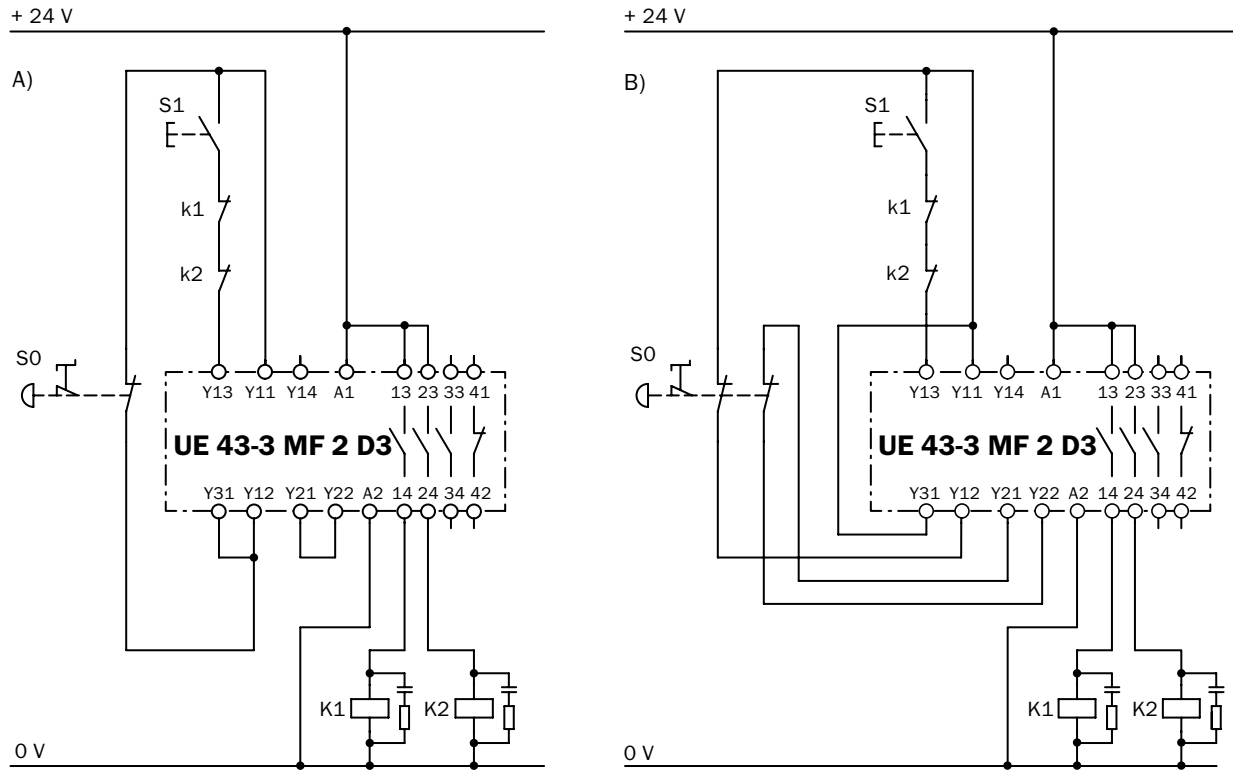 + 24 V
A)
S1
k1
k2
S0
Y13 Y11 Y14 A1 13 23 33 41
UE 43-3 MF 2 D3
Y31 Y12 Y21 Y22 A2 14 24 34 42
K1 K2
0 V
+ 24 V
B)
S1
k1
k2
S0
Y13 Y11 Y14 A1 13 23 33 41
UE 43-3 MF 2 D3
Y31 Y12 Y21 Y22 A2 14 24 34 42
K1 K2
0 V